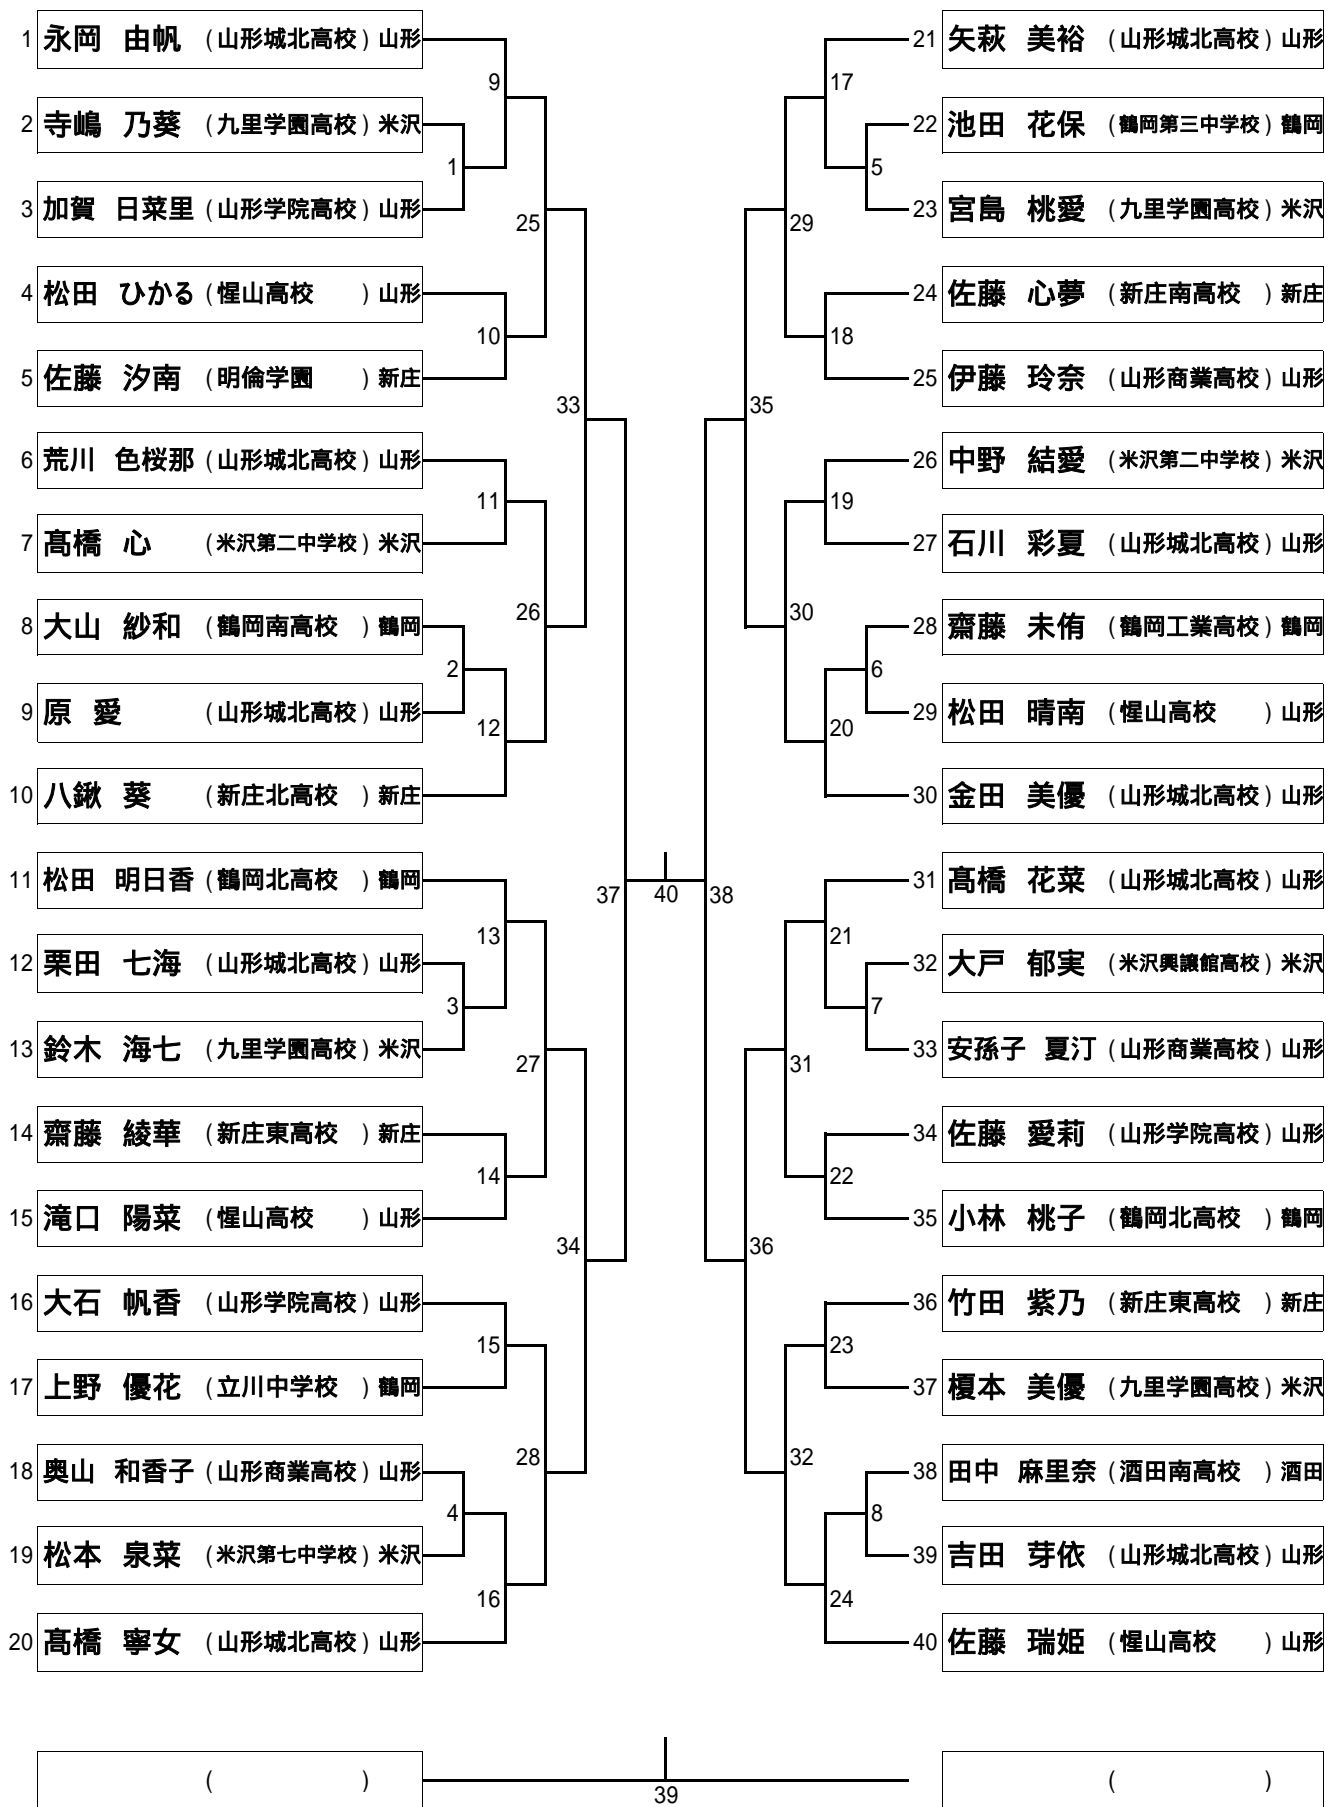 1 永岡 由帆 (山形城北高校) 山形
2 寺嶋 乃葵 (九里学園高校) 米沢
3 加賀 日菜里 (山形学院高校) 山形
4 松田 ひかる (惺山高校) 山形
5 佐藤 汐南 (明倫学園) 新庄
6 荒川 色桜那 (山形城北高校) 山形
7 髙橋 心 (米沢第二中学校) 米沢
8 大山 紗和 (鶴岡南高校) 鶴岡
9 原 愛 (山形城北高校) 山形
10 八鍬 葵 (新庄北高校) 新庄
11 松田 明日香 (鶴岡北高校) 鶴岡
12 栗田 七海 (山形城北高校) 山形
13 鈴木 海七 (九里学園高校) 米沢
14 齋藤 綾華 (新庄東高校) 新庄
15 滝口 陽菜 (惺山高校) 山形
16 大石 帆香 (山形学院高校) 山形
17 上野 優花 (立川中学校) 鶴岡
18 奥山 和香子 (山形商業高校) 山形
19 松本 泉菜 (米沢第七中学校) 米沢
20 髙橋 寧女 (山形城北高校) 山形
9
1
25
10
33
11
26
2
12
37
13
3
27
14
34
15
28
4
16
40
38
17
5
29
18
35
19
30
6
20
21
7
31
22
36
23
32
8
24
21 矢萩 美裕 (山形城北高校) 山形
22 池田 花保 (鶴岡第三中学校) 鶴岡
23 宮島 桃愛 (九里学園高校) 米沢
24 佐藤 心夢 (新庄南高校) 新庄
25 伊藤 玲奈 (山形商業高校) 山形
26 中野 結愛 (米沢第二中学校) 米沢
27 石川 彩夏 (山形城北高校) 山形
28 齋藤 未侑 (鶴岡工業高校) 鶴岡
29 松田 晴南 (惺山高校) 山形
30 金田 美優 (山形城北高校) 山形
31 髙橋 花菜 (山形城北高校) 山形
32 大戸 郁実 (米沢興譲館高校) 米沢
33 安孫子 夏汀 (山形商業高校) 山形
34 佐藤 愛莉 (山形学院高校) 山形
35 小林 桃子 (鶴岡北高校) 鶴岡
36 竹田 紫乃 (新庄東高校) 新庄
37 榎本 美優 (九里学園高校) 米沢
38 田中 麻里奈 (酒田南高校) 酒田
39 吉田 芽依 (山形城北高校) 山形
40 佐藤 瑞姫 (惺山高校) 山形
( )
39
( )